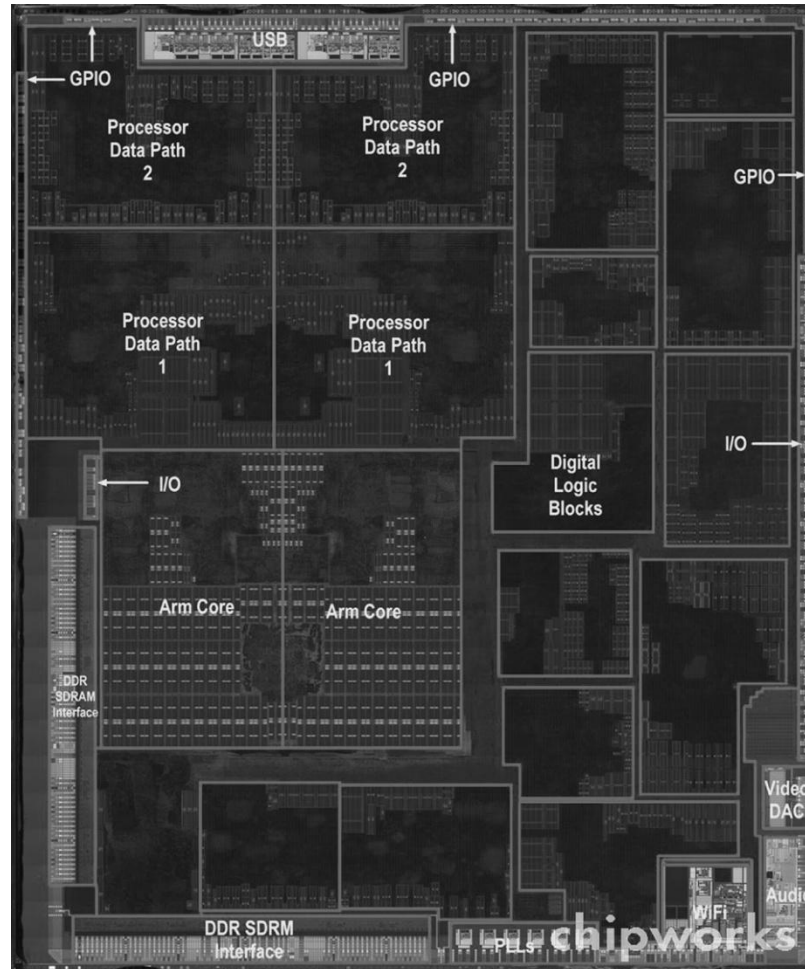 USB
GPIO
GPIO
GPIO
Processor
Data Path
2
Processor
Data Path
2
Processor
Data Path
1
Processor
Data Path
1
I/O
I/O
Digital
Logic
Blocks
Arm Core
Arm Core
DDR
SDRAM
Interface
Video
DAC
Audio
WiFi
DDR SDRM
Interface
PLLs
chipworks